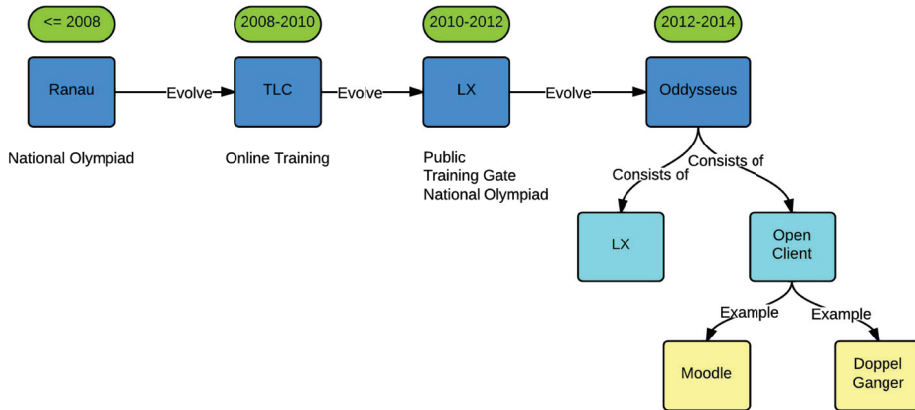 <= 2008
2008-2010
2010-2012
2012-2014
Ranau
Evolve
TLC
Evolve
LX
Evolve
Oddysseus
National Olympiad
Online Training
Public
Training Gate
National Olympiad
Consists of
Consists of
LX
Open
Client
Example
Example
Moodle
Doppel
Ganger